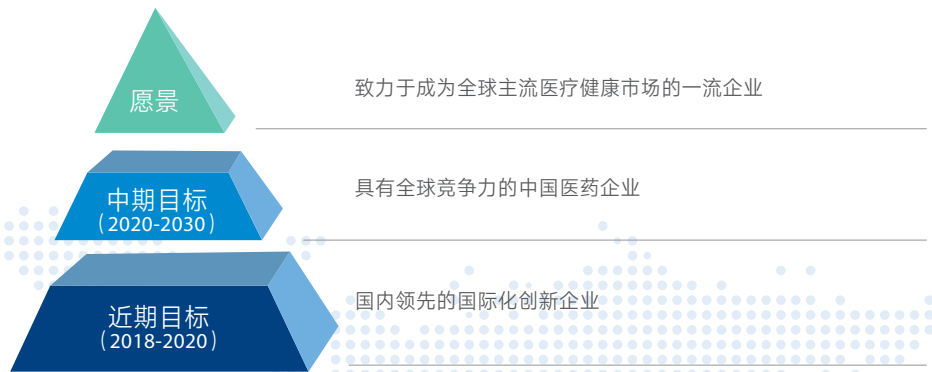 愿景
致力于成为全球主流医疗健康市场的一流企业
中期目标
（2020-2030）
具有全球竞争力的中国医药企业
近期目标
（2018-2020）
国内领先的国际化创新企业